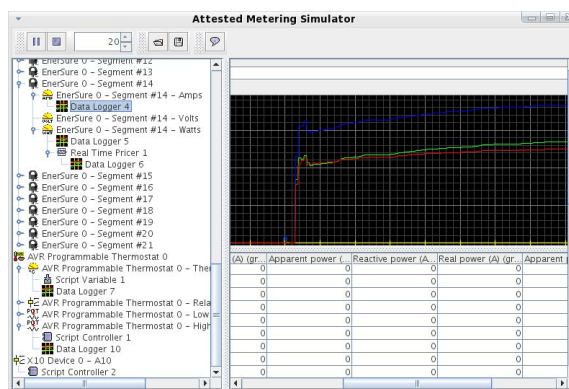 Attested Metering Simulator
20
EnerSure 0 – Segment #12
EnerSure 0 – Segment #13
EnerSure 0 – Segment #14
EnerSure 0 – Segment #14 – Amps
Data Logger 4
EnerSure 0 – Segment #14 – Volts
EnerSure 0 – Segment #14 – Watts
Data Logger 5
Real Time Pricer 1
Data Logger 6
EnerSure 0 – Segment #15
EnerSure 0 – Segment #16
EnerSure 0 – Segment #17
EnerSure 0 – Segment #18
EnerSure 0 – Segment #19
EnerSure 0 – Segment #20
EnerSure 0 – Segment #21
AVR Programmable Thermostat 0
AVR Programmable Thermostat 0 – Ther
Script Variable 1
Data Logger 7
AVR Programmable Thermostat 0 – Rela
AVR Programmable Thermostat 0 – Low
AVR Programmable Thermostat 0 – High
Script Controller 1
Data Logger 10
X10 Device 0 – A10
Script Controller 2
(A) (gr... Apparent power (... Reactive power (A... Real power (A) (gr... Apparent p
0 0 0 0
0 0 0 0
0 0 0 0
0 0 0 0
0 0 0 0
0 0 0 0
0 0 0 0
0 0 0 0
0 0 0 0